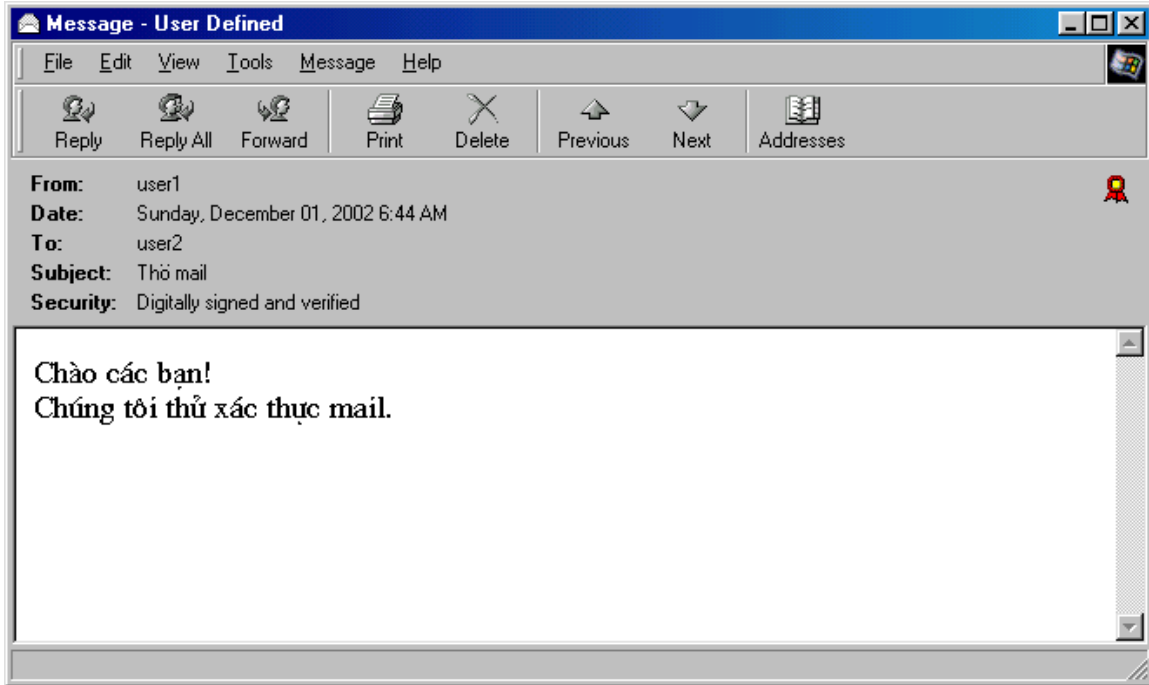 Message - User Defined
File Edit View Tools Message Help
Reply Reply All Forward Print Delete Previous Next Addresses
From: user1
Date: Sunday, December 01, 2002 6:44 AM
To: user2
Subject: Thö mail
Security: Digitally signed and verified
Chào các bạn!
Chúng tôi thử xác thực mail.